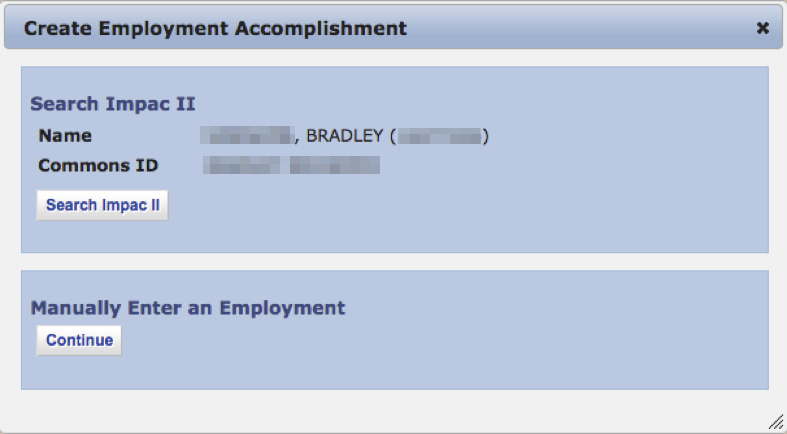 Create Employment Accomplishment
Search Impac II
Name , BRADLEY ( )
Commons ID
Search Impac II
Manually Enter an Employment
Continue